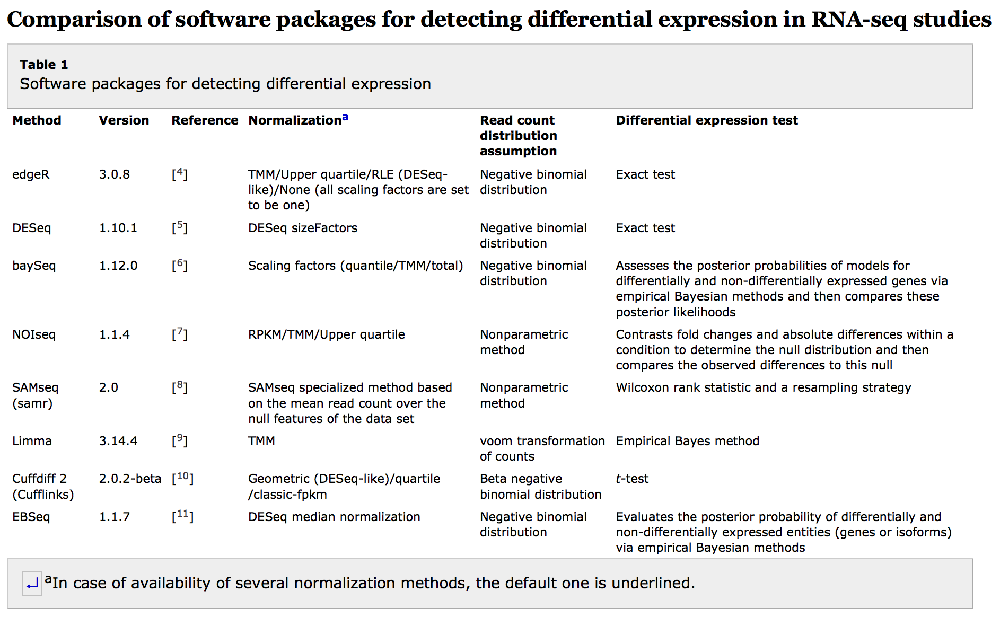 Comparison of software packages for detecting differential expression in RNA-seq studies
Table 1
Software packages for detecting differential expression
Method Version Reference Normalizationa Read count distribution assumption Differential expression test
edgeR 3.0.8 [4] TMM/Upper quartile/RLE (DESeq-like)/None (all scaling factors are set to be one) Negative binomial distribution Exact test
DESeq 1.10.1 [5] DESeq sizeFactors Negative binomial distribution Exact test
baySeq 1.12.0 [6] Scaling factors (quantile/TMM/total) Negative binomial distribution Assesses the posterior probabilities of models for differentially and non-differentially expressed genes via empirical Bayesian methods and then compares these posterior likelihoods
NOIseq 1.1.4 [7] RPKM/TMM/Upper quartile Nonparametric method Contrasts fold changes and absolute differences within a condition to determine the null distribution and then compares the observed differences to this null
SAMseq (samr) 2.0 [8] SAMseq specialized method based on the mean read count over the null features of the data set Nonparametric method Wilcoxon rank statistic and a resampling strategy
Limma 3.14.4 [9] TMM voom transformation of counts Empirical Bayes method
Cuffdiff 2 (Cufflinks) 2.0.2-beta [10] Geometric (DESeq-like)/quartile /classic-fpkm Beta negative binomial distribution t-test
EBSeq 1.1.7 [11] DESeq median normalization Negative binomial distribution Evaluates the posterior probability of differentially and non-differentially expressed entities (genes or isoforms) via empirical Bayesian methods
aIn case of availability of several normalization methods, the default one is underlined.